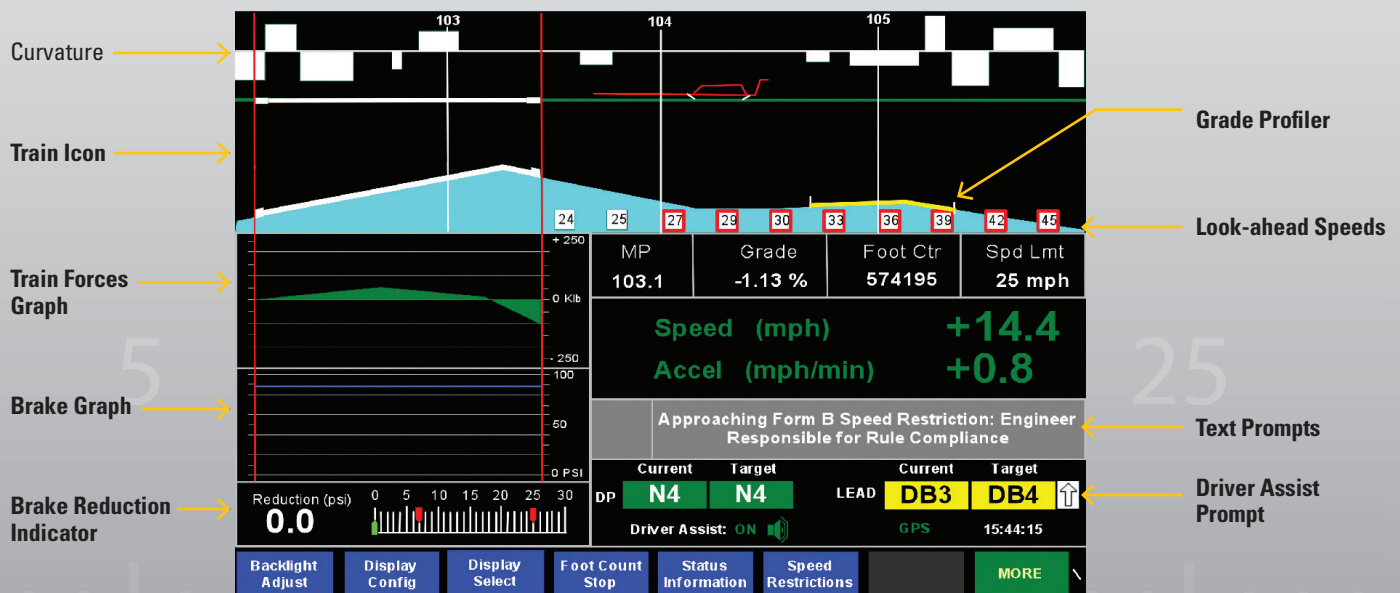 103 104 105
Curvature
Train Icon
Train Forces
Graph
Brake Graph
Brake Reduction
Indicator
Grade Profiler
Look-ahead Speeds
Text Prompts
Driver Assist
Prompt
5
25
24 25 27 29 30 33 36 39 42 45
+ 250
0 Klb
- 250
100
50
0 PSI
MP Grade Foot Ctr Spd Lmt
103.1 -1.13 % 574195 25 mph
Speed (mph) +14.4
Accel (mph/min) +0.8
Approaching Form B Speed Restriction: Engineer
Responsible for Rule Compliance
Current Target Current Target
DP N4 N4 LEAD DB3 DB4
Driver Assist: ON GPS 15:44:15
Reduction (psi) 0 5 10 15 20 25 30
0.0
Backlight
Adjust
Display
Config
Display
Select
Foot Count
Stop
Status
Information
Speed
Restrictions
MORE